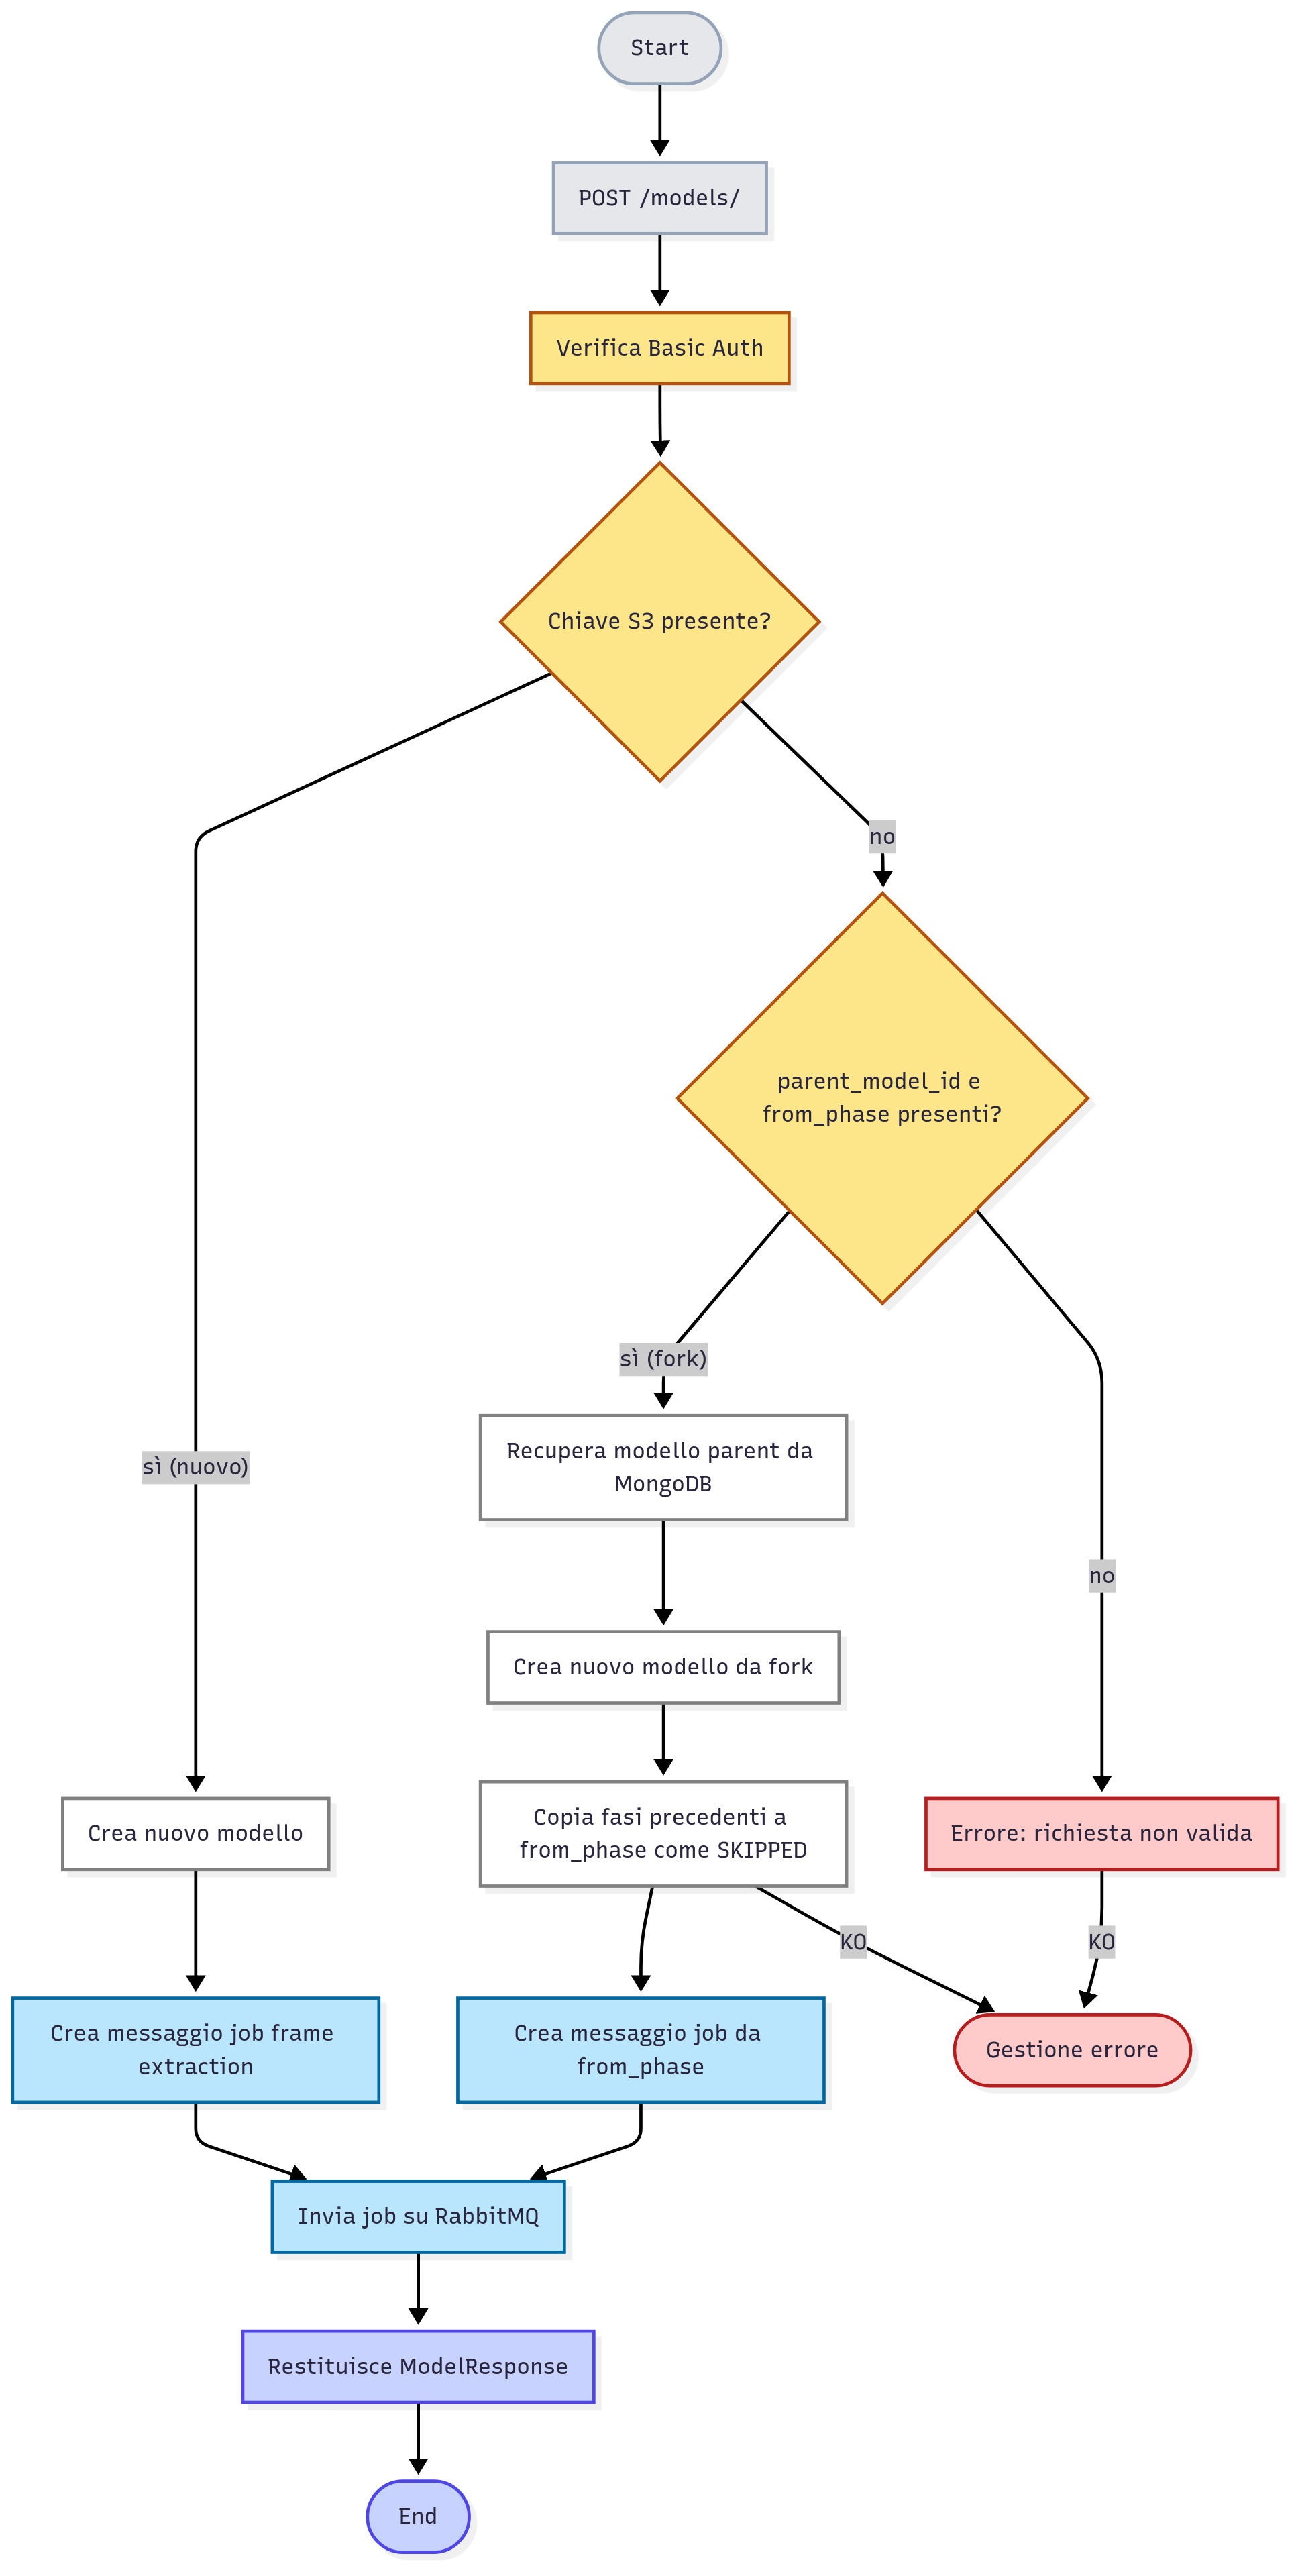 Start
POST /models/
Verifica Basic Auth
Chiave S3 presente?
no
parent_model_id e
from_phase presenti?
sì (fork)
Recupera modello parent da
MongoDB
sì (nuovo)
no
Crea nuovo modello da fork
Copia fasi precedenti a
from_phase come SKIPPED
Crea nuovo modello
Errore: richiesta non valida
KO
KO
Crea messaggio job frame
extraction
Crea messaggio job da
from_phase
Gestione errore
Invia job su RabbitMQ
Restituisce ModelResponse
End